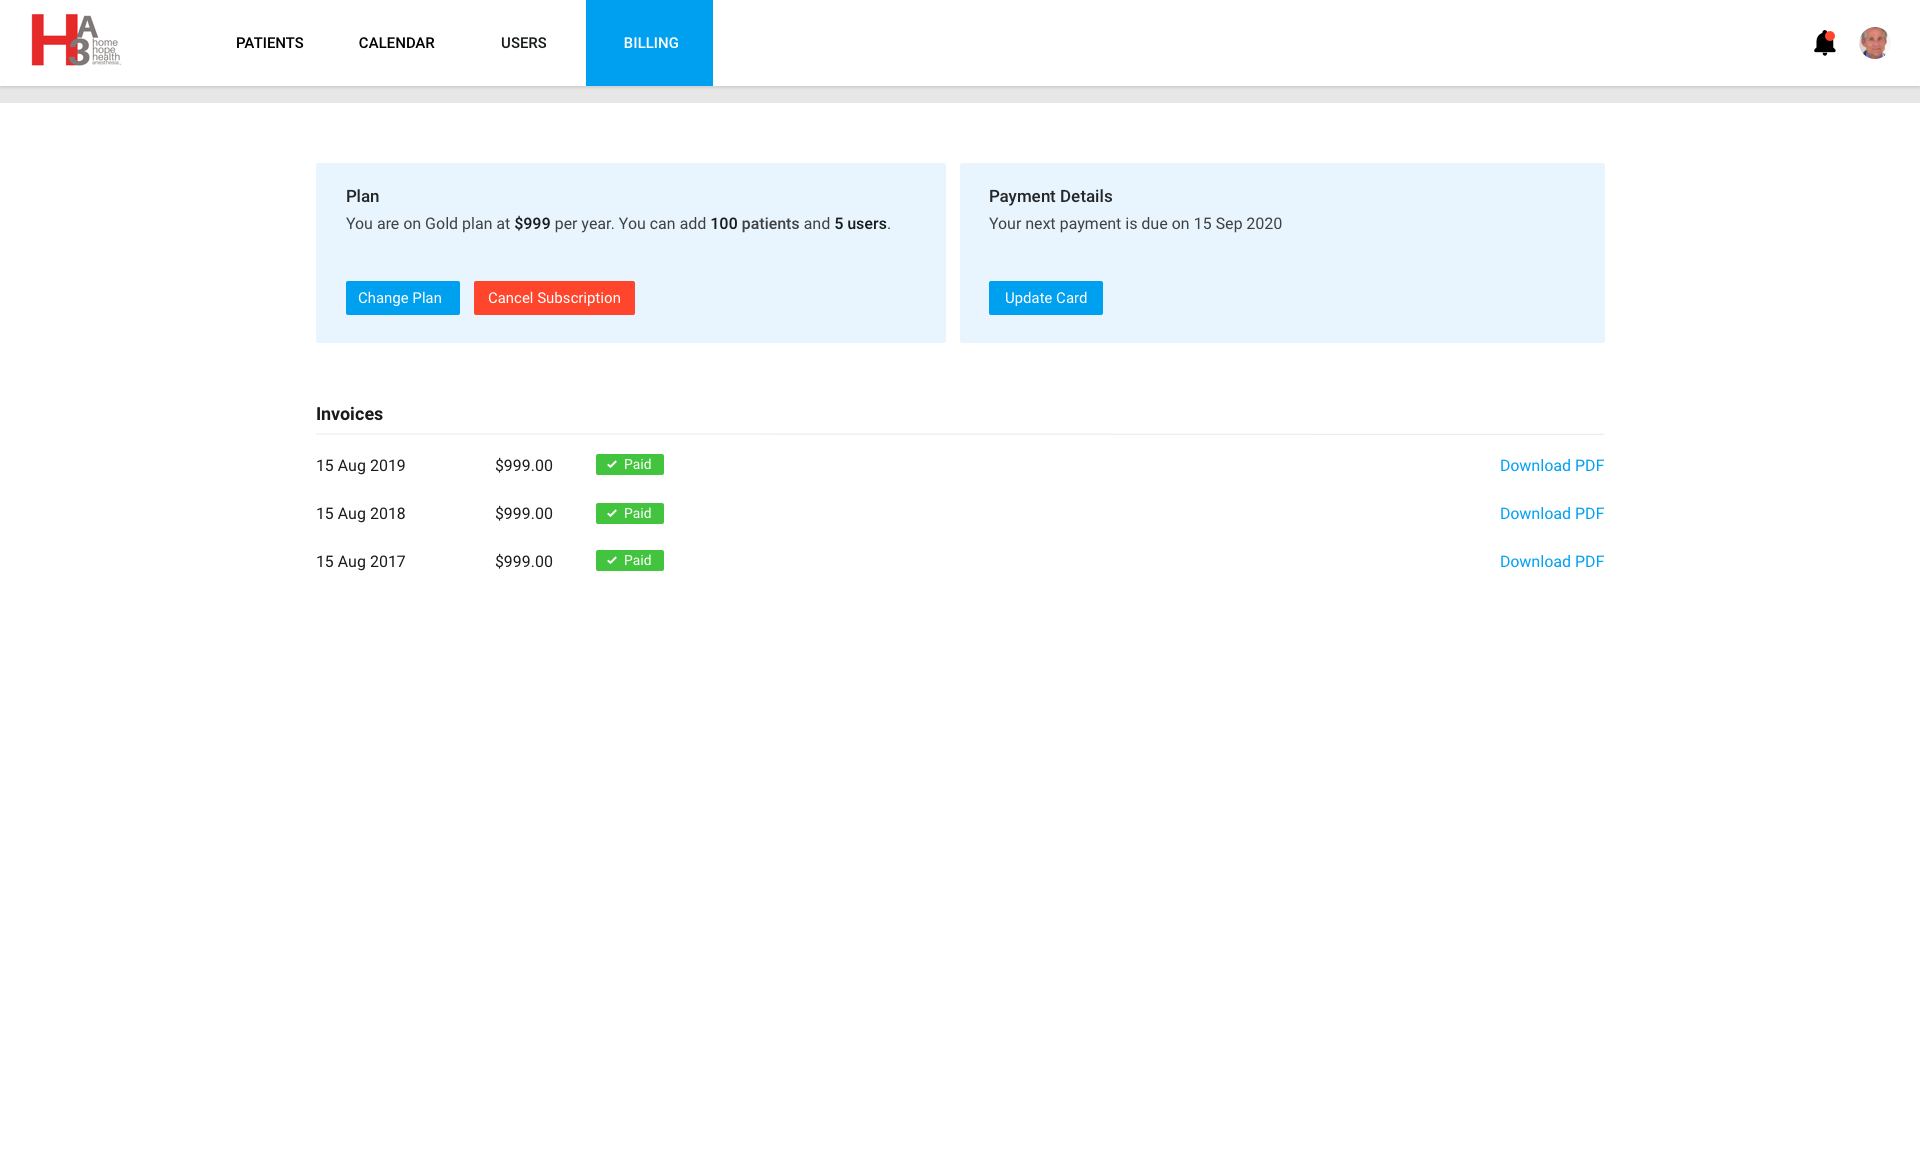 HA3 home hope health anesthesia
PATIENTS CALENDAR USERS BILLING
Plan
You are on Gold plan at $999 per year. You can add 100 patients and 5 users.
Change Plan Cancel Subscription
Payment Details
Your next payment is due on 15 Sep 2020
Update Card
Invoices
15 Aug 2019 $999.00 Paid Download PDF
15 Aug 2018 $999.00 Paid Download PDF
15 Aug 2017 $999.00 Paid Download PDF